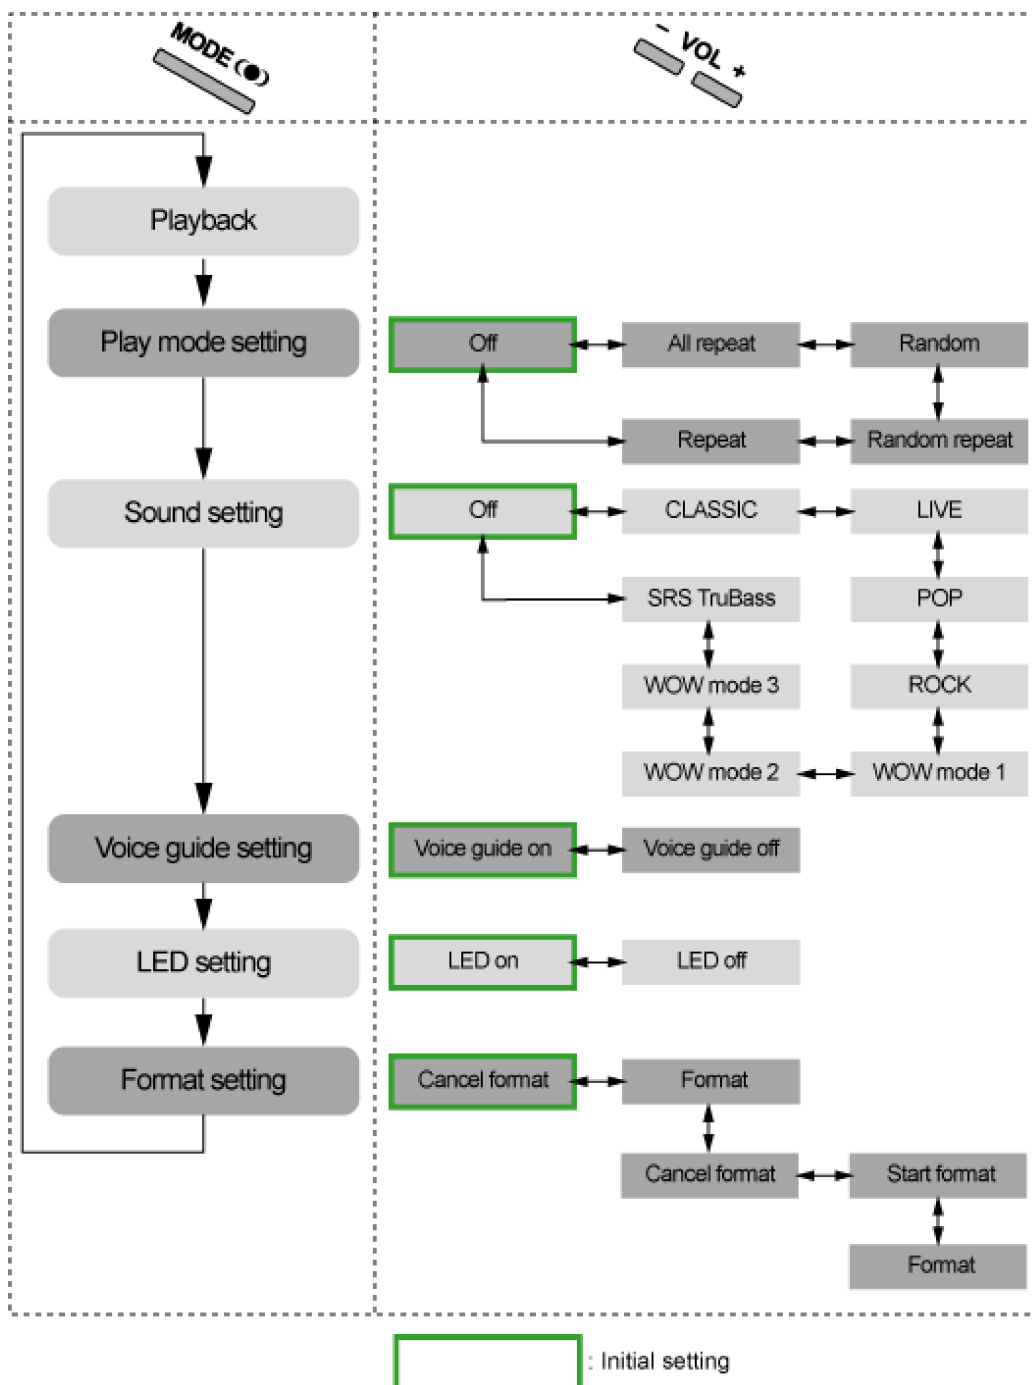 MODE
− VOL +
Playback
Play mode setting
Off
All repeat
Random
Repeat
Random repeat
Sound setting
Off
CLASSIC
LIVE
SRS TruBass
POP
WOW mode 3
ROCK
WOW mode 2
WOW mode 1
Voice guide setting
Voice guide on
Voice guide off
LED setting
LED on
LED off
Format setting
Cancel format
Format
Cancel format
Start format
Format
: Initial setting